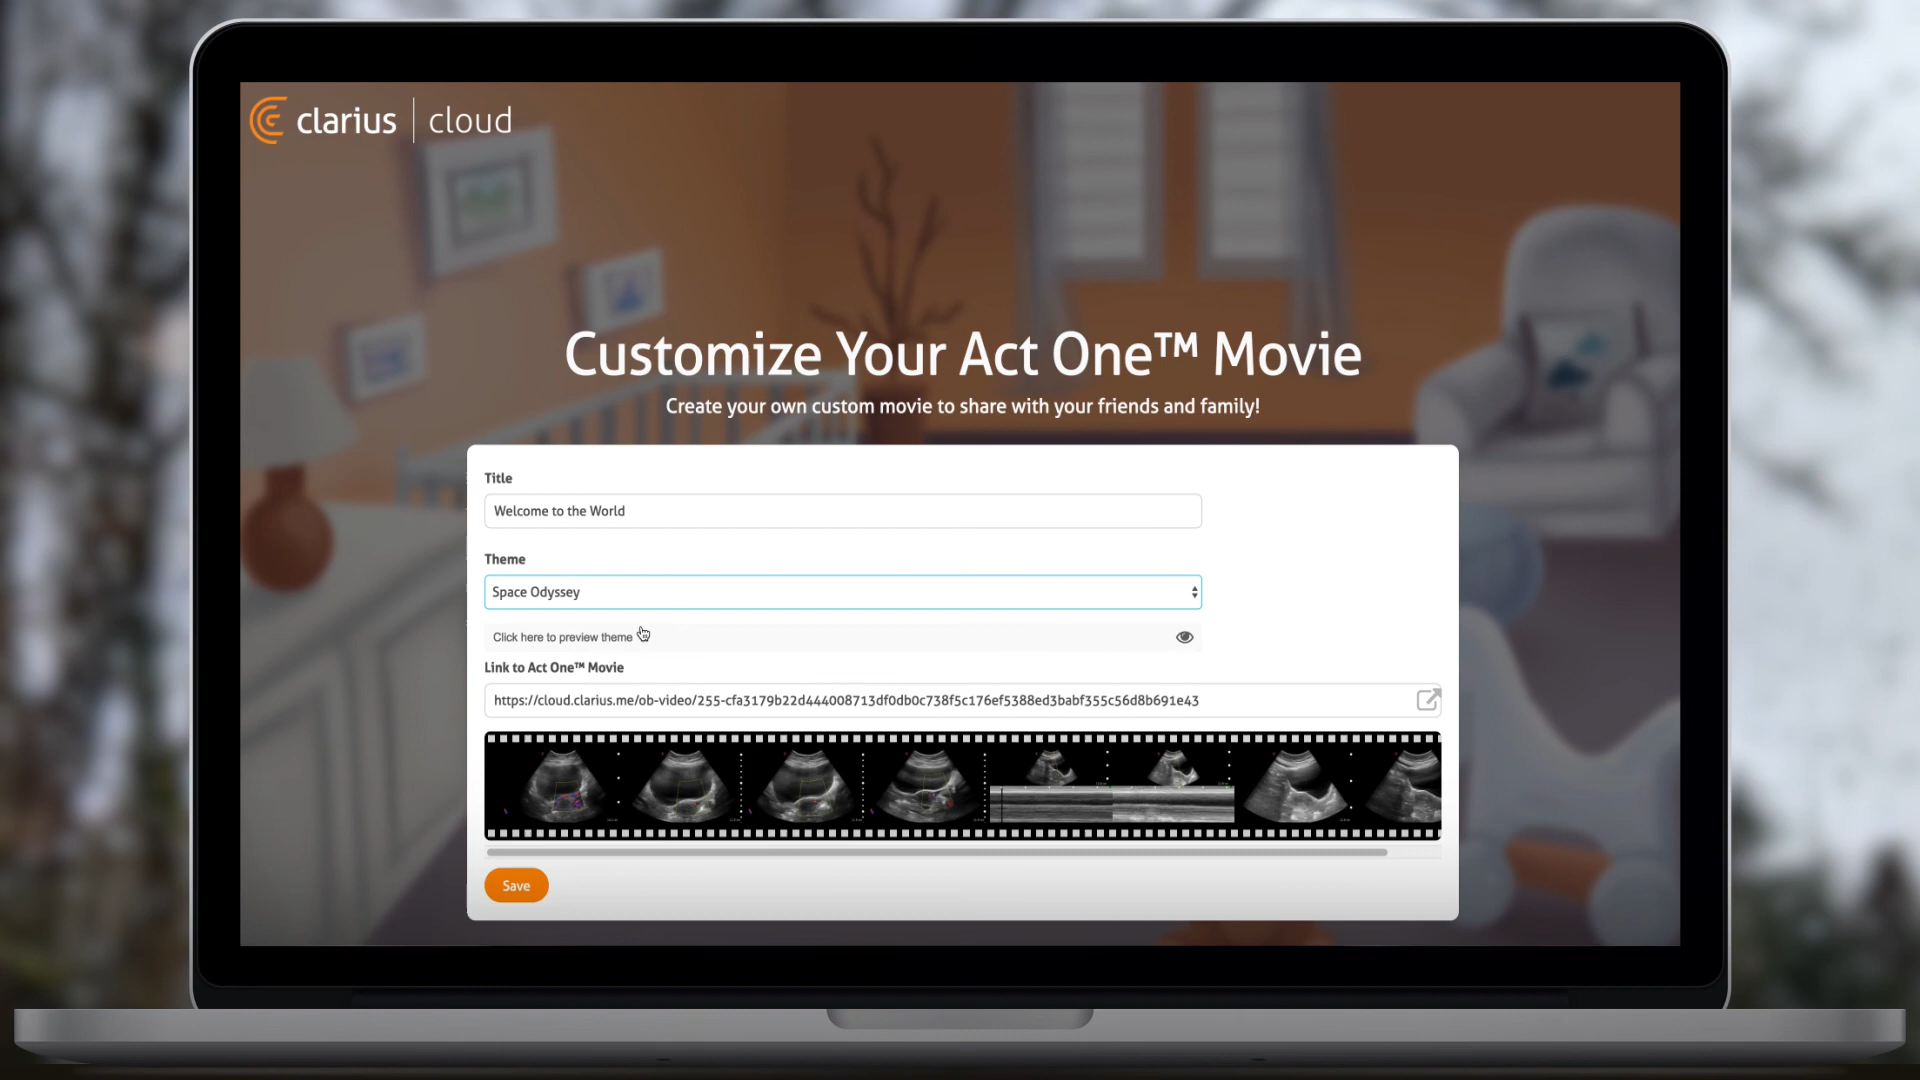 clarius | cloud
Customize Your Act One™ Movie
Create your own custom movie to share with your friends and family!
Title
Welcome to the World
Theme
Space Odyssey
Click here to preview theme
Link to Act One™ Movie
https://cloud.clarius.me/ob-video/255-cfa3179b22d444008713df0db0c738f5c176ef5388ed3babf355c56d8b691e43
Save